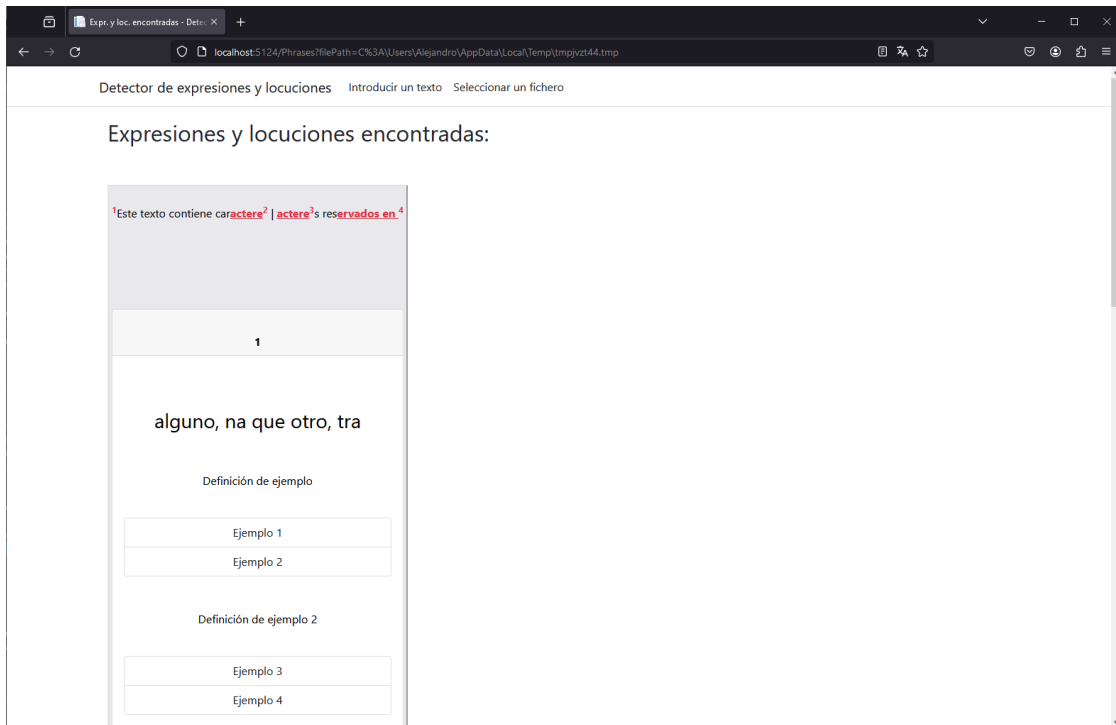 Expr. y loc. encontradas - Detec
localhost:5124/Phrases?filePath=C%3A\Users\Alejandro\AppData\Local\Temp\tmpjvzt44.tmp
Detector de expresiones y locuciones Introducir un texto Seleccionar un fichero
Expresiones y locuciones encontradas:
1Este texto contiene caractere2 | actere3s reservados en 4
1
alguno, na que otro, tra
Definición de ejemplo
Ejemplo 1
Ejemplo 2
Definición de ejemplo 2
Ejemplo 3
Ejemplo 4